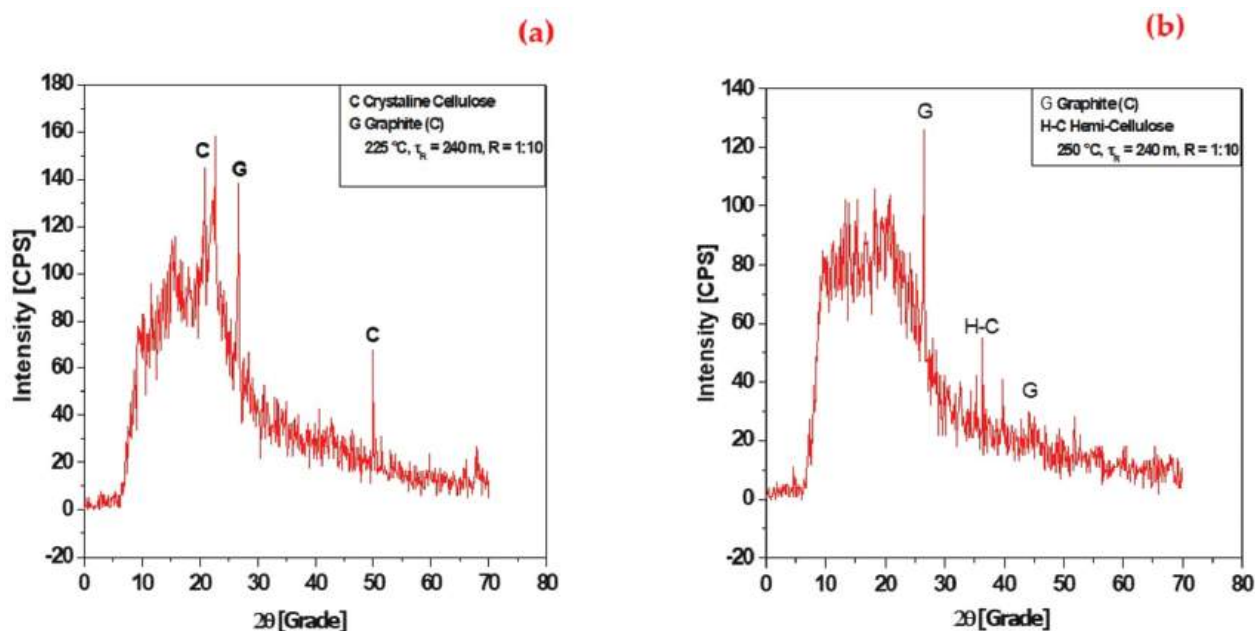 (a)
180
160
140
120
100
80
60
40
20
0
-20
Intensity [CPS]
C Crystaline Cellulose
G Graphite (C)
225 °C, τR = 240 m, R = 1:10
C
G
C
0 10 20 30 40 50 60 70 80
2θ [Grade]
(b)
140
120
100
80
60
40
20
0
-20
Intensity [CPS]
G Graphite (C)
H-C Hemi-Cellulose
250 °C, τR = 240 m, R = 1:10
G
H-C
G
0 10 20 30 40 50 60 70 80
2θ [Grade]